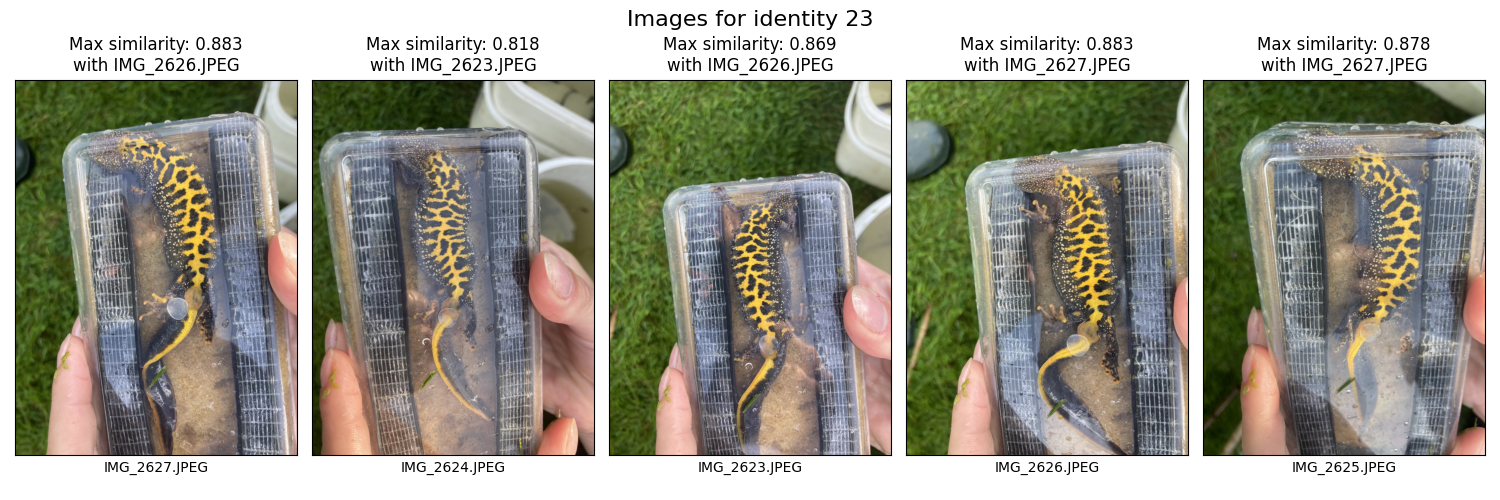 Images for identity 23
Max similarity: 0.883
with IMG_2626.JPEG
Max similarity: 0.818
with IMG_2623.JPEG
Max similarity: 0.869
with IMG_2626.JPEG
Max similarity: 0.883
with IMG_2627.JPEG
Max similarity: 0.878
with IMG_2627.JPEG
IMG_2627.JPEG
IMG_2624.JPEG
IMG_2623.JPEG
IMG_2626.JPEG
IMG_2625.JPEG